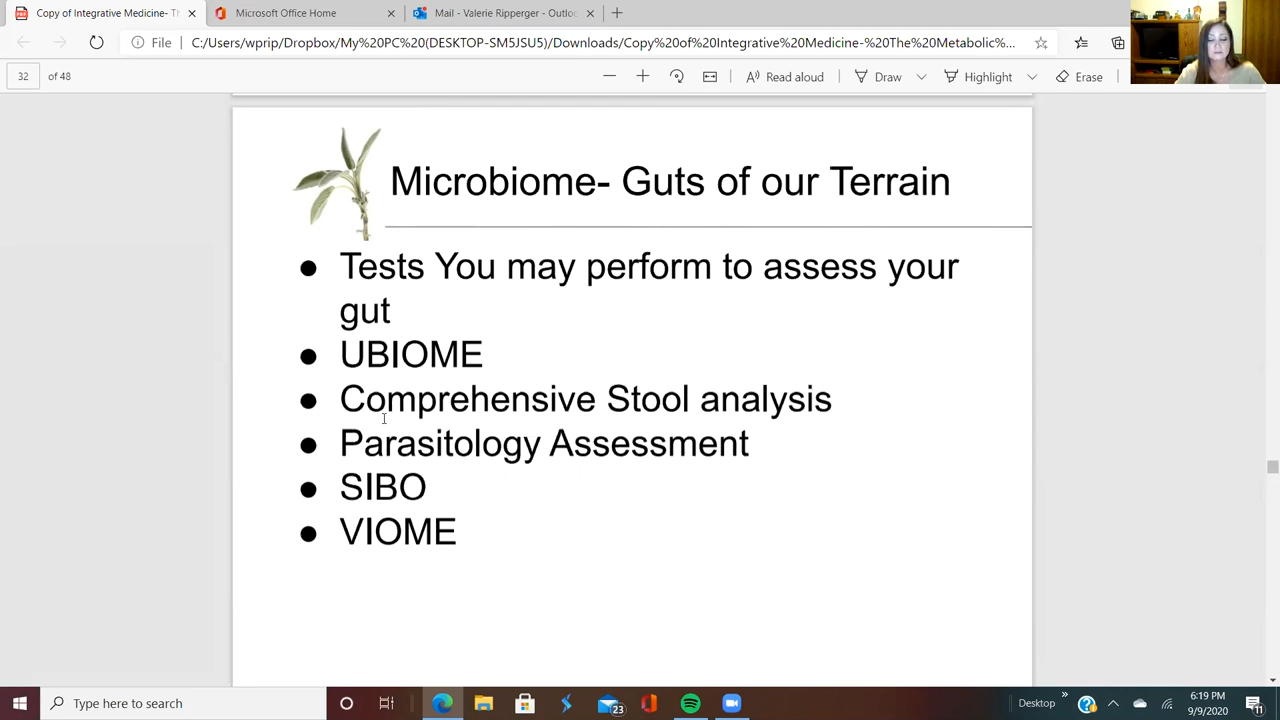 Copy of Integrative Medicine- Th
Microsoft Office Home
Mail - Valerie Ripperger - Outloo
File
C:/Users/wprip/Dropbox/My%20PC%20(DESKTOP-SM5JSU5)/Downloads/Copy%20of%20Integrative%20Medicine-%20The%20Metabolic%...
32 of 48
Read aloud
Draw
Highlight
Erase
Microbiome- Guts of our Terrain
● Tests You may perform to assess your
gut
● UBIOME
● Comprehensive Stool analysis
● Parasitology Assessment
● SIBO
● VIOME
Type here to search
23
Desktop
6:19 PM
9/9/2020
11